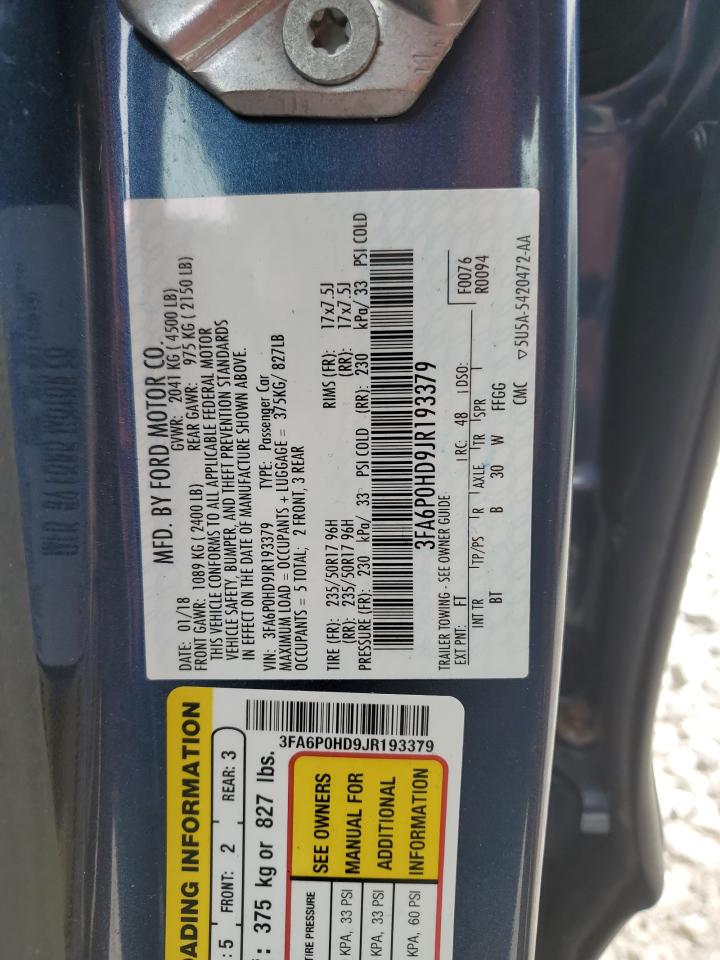 MFD. BY FORD MOTOR CO.
DATE: 01/18 GVWR: 2041 KG ( 4500 LB)
FRONT GAWR: 1089 KG ( 2400 LB) REAR GAWR: 975 KG ( 2150 LB)
THIS VEHICLE CONFORMS TO ALL APPLICABLE FEDERAL MOTOR
VEHICLE SAFETY, BUMPER, AND THEFT PREVENTION STANDARDS
IN EFFECT ON THE DATE OF MANUFACTURE SHOWN ABOVE.
VIN: 3FA6P0HD9JR193379 TYPE: Passenger Car
MAXIMUM LOAD = OCCUPANTS + LUGGAGE = 375KG/ 827LB
OCCUPANTS = 5 TOTAL; 2 FRONT, 3 REAR
TIRE (FR): 235/50R17 96H RIMS (FR): 17x7.5J
(RR): 235/50R17 96H (RR): 17x7.5J
PRESSURE (FR): 230 kPa/ 33 PSI COLD (RR): 230 kPa/ 33 PSI COLD
3FA6P0HD9JR193379
TRAILER TOWING - SEE OWNER GUIDE.
F0076
R0094
EXT PNT: FT RC: 48 DSO:
INT TR TP/PS R AXLE TR SPR
BT B 30 W FFGG
CMC ▽5U5A-5420472-AA
OADING INFORMATION
: 5 FRONT: 2 REAR: 3
: 375 kg or 827 lbs.
3FA6P0HD9JR193379
TIRE PRESSURE
KPA, 33 PSI
KPA, 33 PSI
KPA, 60 PSI
SEE OWNERS
MANUAL FOR
ADDITIONAL
INFORMATION